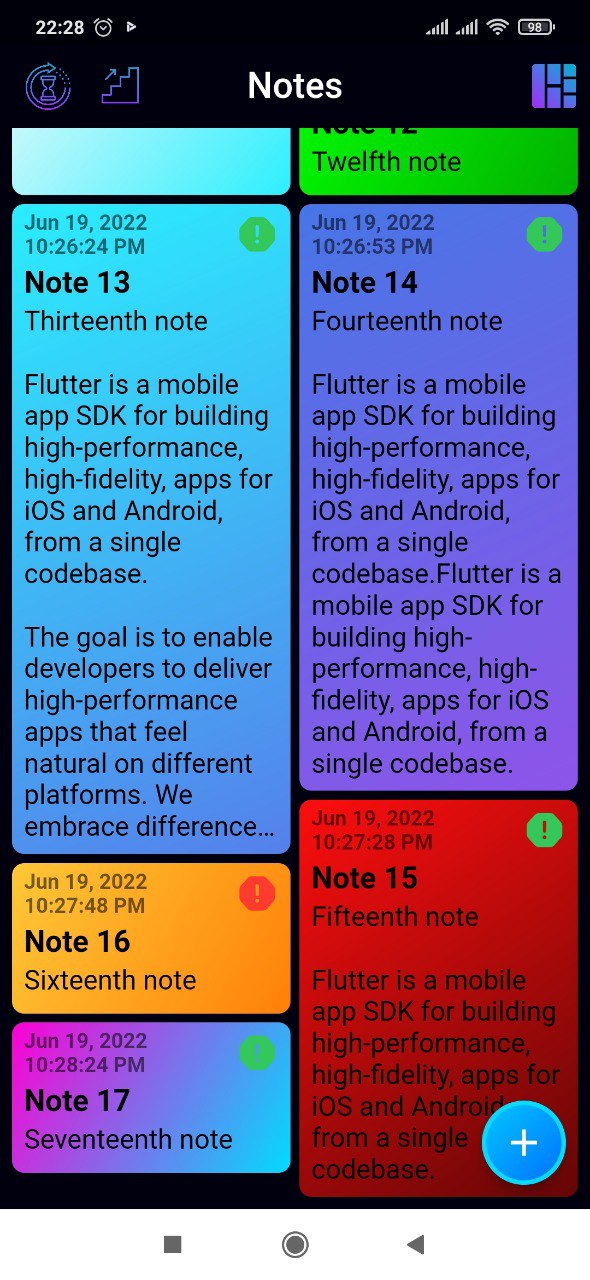 22:28
98
Notes
Note 12
Twelfth note
Jun 19, 2022
10:26:24 PM
Note 13
Thirteenth note
Flutter is a mobile
app SDK for building
high-performance,
high-fidelity, apps for
iOS and Android,
from a single
codebase.
The goal is to enable
developers to deliver
high-performance
apps that feel
natural on different
platforms. We
embrace difference...
Jun 19, 2022
10:26:53 PM
Note 14
Fourteenth note
Flutter is a mobile
app SDK for building
high-performance,
high-fidelity, apps for
iOS and Android,
from a single
codebase.Flutter is a
mobile app SDK for
building high-
performance, high-
fidelity, apps for iOS
and Android, from a
single codebase.
Jun 19, 2022
10:27:28 PM
Note 15
Fifteenth note
Flutter is a mobile
app SDK for building
high-performance,
high-fidelity, apps for
iOS and Android
from a single
codebase.
Jun 19, 2022
10:27:48 PM
Note 16
Sixteenth note
Jun 19, 2022
10:28:24 PM
Note 17
Seventeenth note